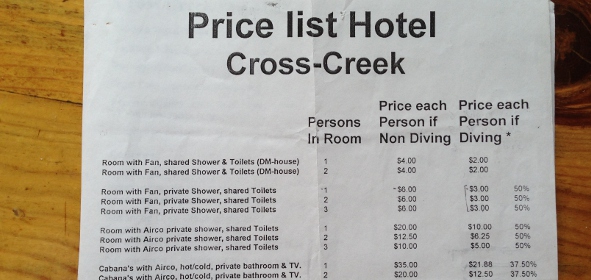 Price list Hotel
Cross-Creek
Price each Price each
Persons Person if Person if
In Room Non Diving Diving *
Room with Fan, shared Shower & Toilets (DM-house) 1 $4.00 $2.00
Room with Fan, shared Shower & Toilets (DM-house) 2 $4.00 $2.00
Room with Fan, private Shower, shared Toilets 1 $6.00 $3.00 50%
Room with Fan, private Shower, shared Toilets 2 $6.00 $3.00 50%
Room with Fan, private Shower, shared Toilets 3 $6.00 $3.00 50%
Room with Airco private shower, shared Toilets 1 $20.00 $10.00 50%
Room with Airco private shower, shared Toilets 2 $12.50 $6.25 50%
Room with Airco private shower, shared Toilets 3 $10.00 $5.00 50%
Cabana's with Airco, hot/cold, private bathroom & TV. 1 $35.00 $21.88 37.50%
Cabana's with Airco, hot/cold, private bathroom & TV. 2 $20.00 $12.50 37.50%